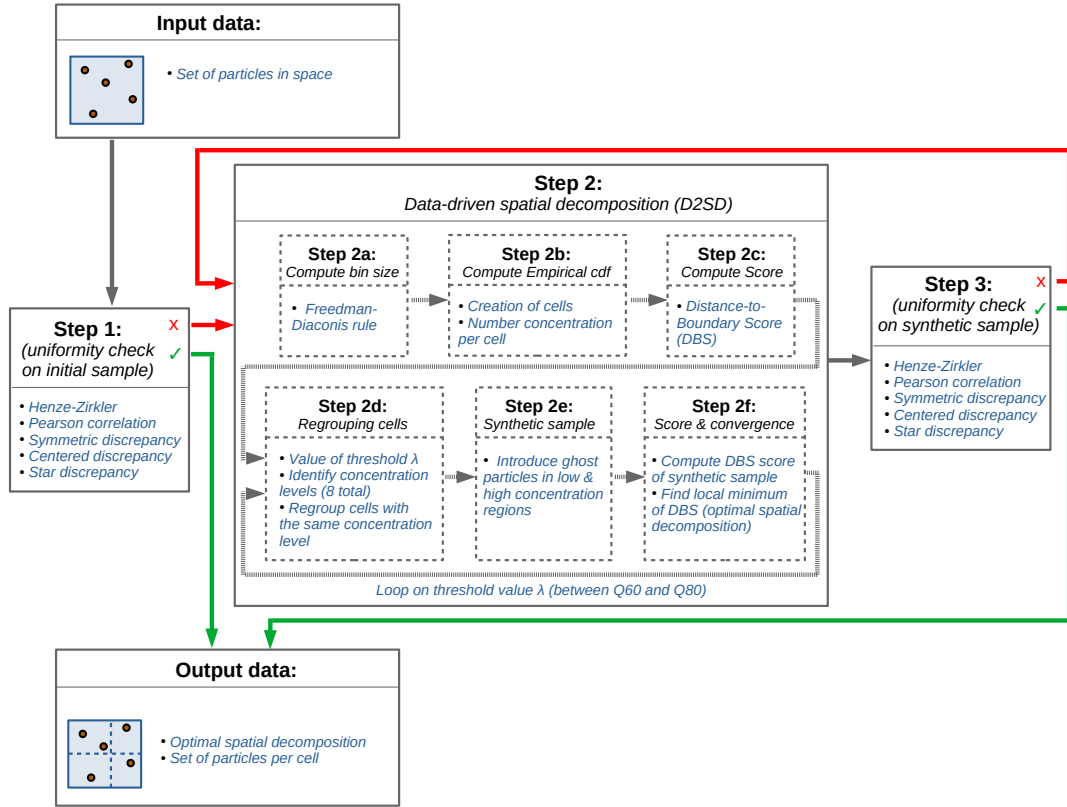 Input data:
• Set of particles in space
Step 1:
x
✓
(uniformity check
on initial sample)
• Henze-Zirkler
• Pearson correlation
• Symmetric discrepancy
• Centered discrepancy
• Star discrepancy
Step 2:
Data-driven spatial decomposition (D2SD)
Step 2a:
Compute bin size
• Freedman-
Diaconis rule
Step 2b:
Compute Empirical cdf
• Creation of cells
• Number concentration
per cell
Step 2c:
Compute Score
• Distance-to-
Boundary Score
(DBS)
Step 2d:
Regrouping cells
• Value of threshold λ
• Identify concentration
levels (8 total)
• Regroup cells with
the same concentration
level
Step 2e:
Synthetic sample
• Introduce ghost
particles in low &
high concentration
regions
Step 2f:
Score & convergence
• Compute DBS score
of synthetic sample
• Find local minimum
of DBS (optimal spatial
decomposition)
Loop on threshold value λ (between Q60 and Q80)
Step 3:
x
✓
(uniformity check
on synthetic sample)
• Henze-Zirkler
• Pearson correlation
• Symmetric discrepancy
• Centered discrepancy
• Star discrepancy
Output data:
• Optimal spatial decomposition
• Set of particles per cell